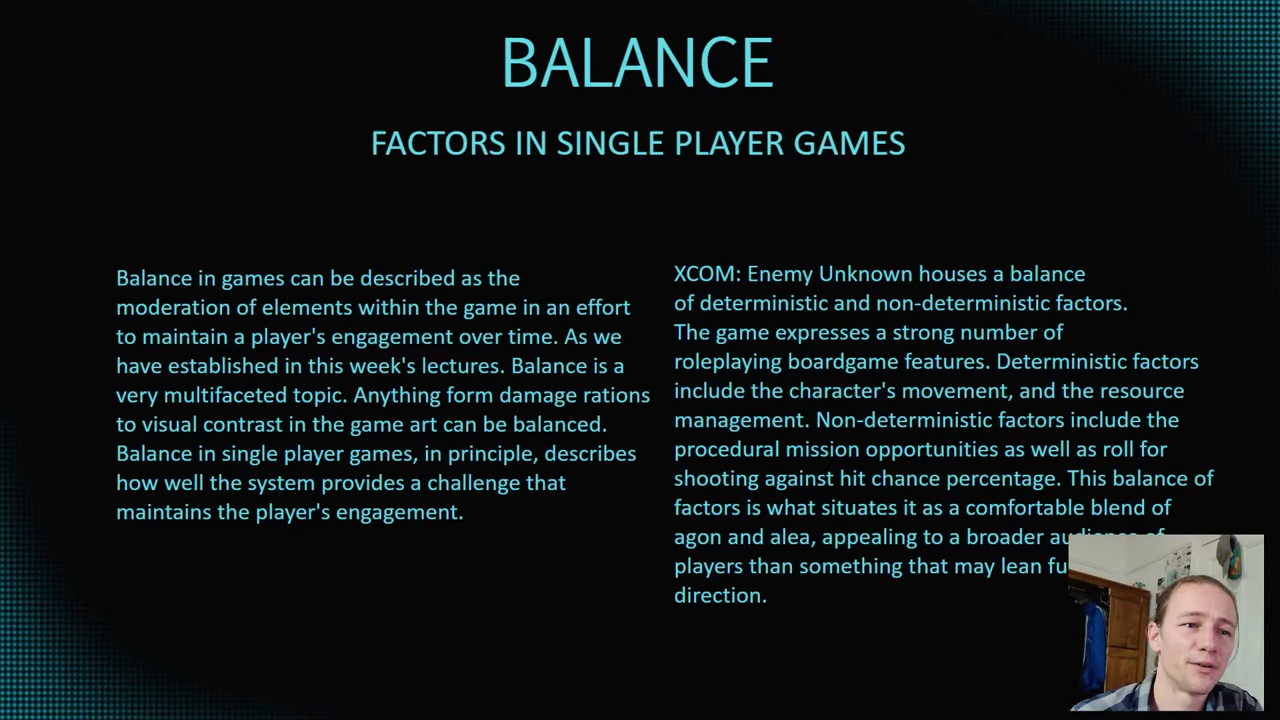 BALANCE
FACTORS IN SINGLE PLAYER GAMES
Balance in games can be described as the
moderation of elements within the game in an effort
to maintain a player's engagement over time. As we
have established in this week's lectures. Balance is a
very multifaceted topic. Anything form damage rations
to visual contrast in the game art can be balanced.
Balance in single player games, in principle, describes
how well the system provides a challenge that
maintains the player's engagement.
XCOM: Enemy Unknown houses a balance
of deterministic and non-deterministic factors.
The game expresses a strong number of
roleplaying boardgame features. Deterministic factors
include the character's movement, and the resource
management. Non-deterministic factors include the
procedural mission opportunities as well as roll for
shooting against hit chance percentage. This balance of
factors is what situates it as a comfortable blend of
agon and alea, appealing to a broader audience of
players than something that may lean
direction.